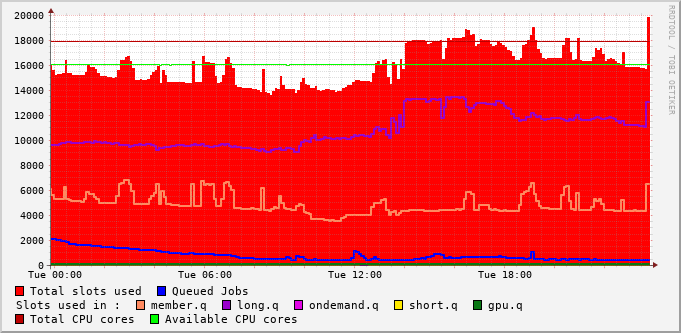 20000
18000
16000
14000
12000
10000
8000
6000
4000
2000
0
Tue 00:00 Tue 06:00 Tue 12:00 Tue 18:00
Total slots used Queued Jobs
Slots used in : member.q long.q ondemand.q short.q gpu.q
Total CPU cores Available CPU cores
RRDTOOL / TOBI OETIKER